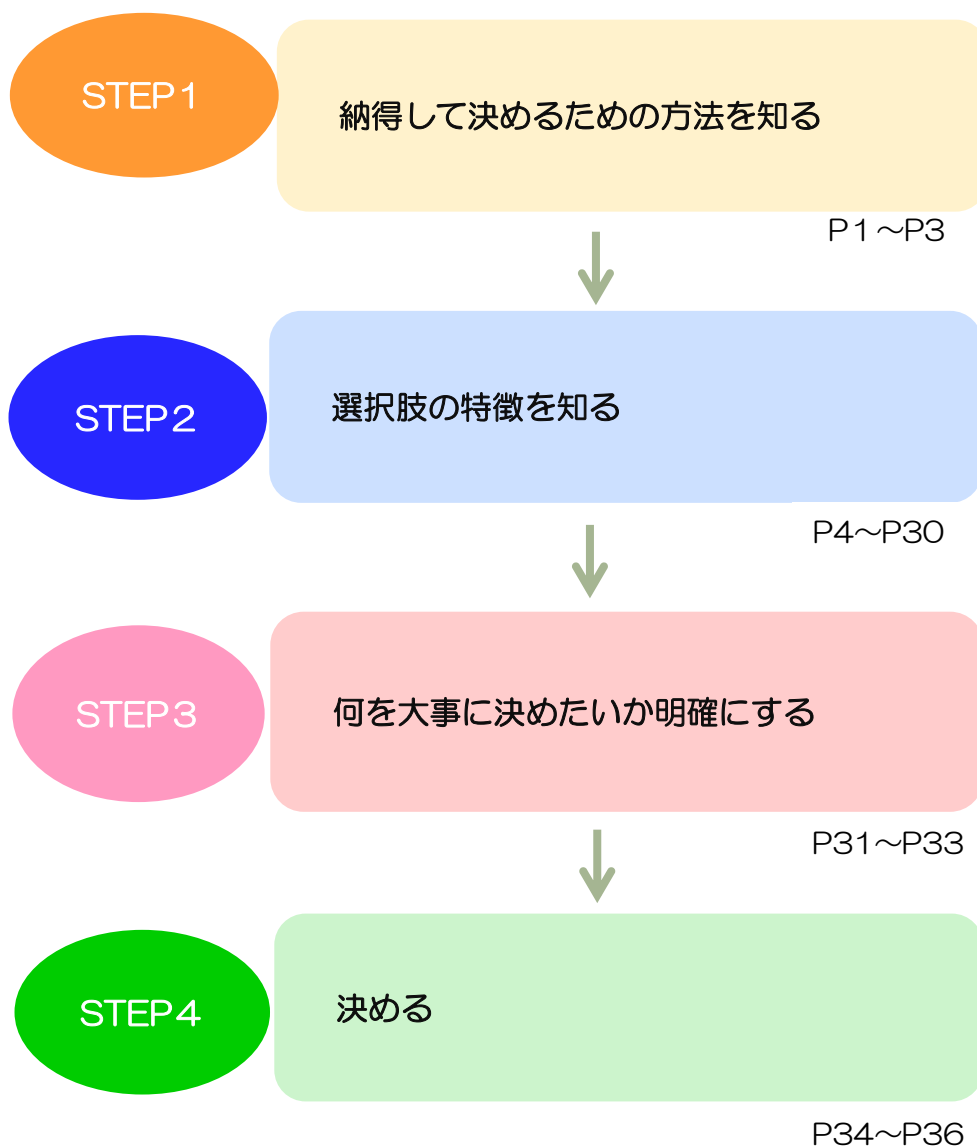 STEP1
納得して決めるための方法を知る
P1〜P3
STEP2
選択肢の特徴を知る
P4〜P30
STEP3
何を大事に決めたいか明確にする
P31〜P33
STEP4
決める
P34〜P36